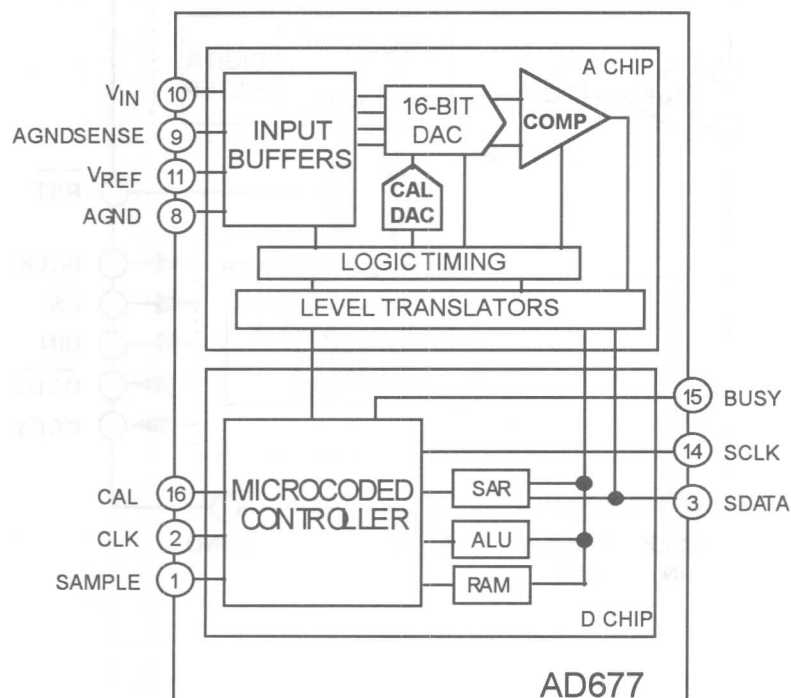 A CHIP
VIN 10
AGNDSENSE 9
VREF 11
AGND 8
INPUT
BUFFERS
16-BIT
DAC
COMP
CAL
DAC
LOGIC TIMING
LEVEL TRANSLATORS
15 BUSY
14 SCLK
3 SDATA
CAL 16
CLK 2
SAMPLE 1
MICROCODED
CONTROLLER
SAR
ALU
RAM
D CHIP
AD677